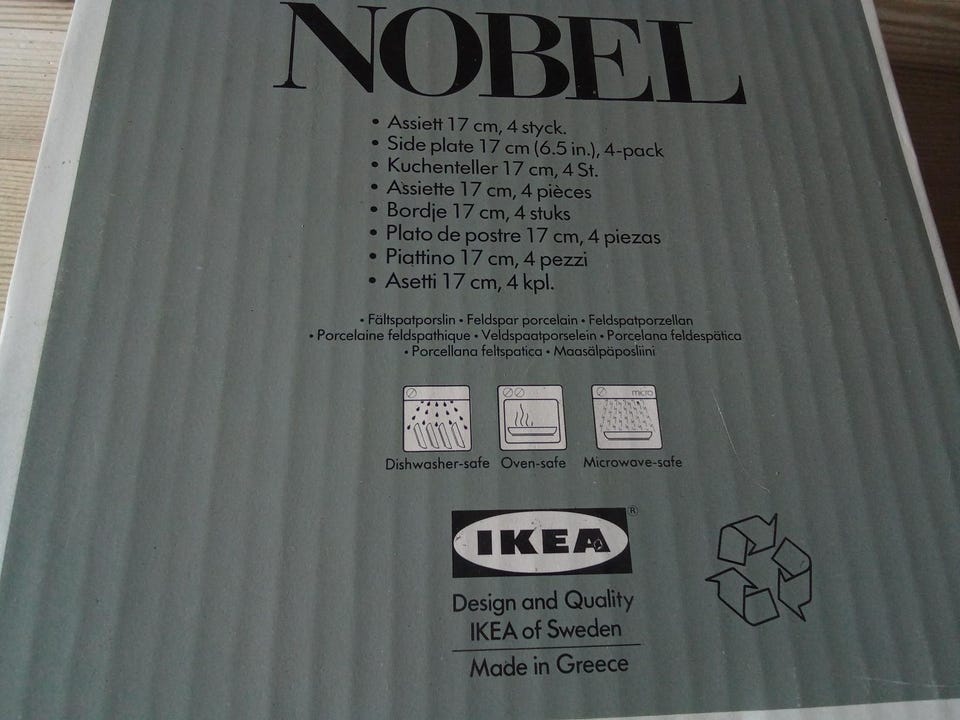 NOBEL
• Assiett 17 cm, 4 styck.
• Side plate 17 cm (6.5 in.), 4-pack
• Kuchenteller 17 cm, 4 St.
• Assiette 17 cm, 4 pièces
• Bordje 17 cm, 4 stuks
• Plato de postre 17 cm, 4 piezas
• Piattino 17 cm, 4 pezzi
• Asetti 17 cm, 4 kpl.
• Fältspatporslin • Feldspar porcelain • Feldspatporzellan
• Porcelaine feldspathique • Veldspaatporselein • Porcelana feldespática
• Porcellana feltspatica • Maasälpäposliini
micro
Dishwasher-safe Oven-safe Microwave-safe
IKEA®
Design and Quality
IKEA of Sweden
Made in Greece